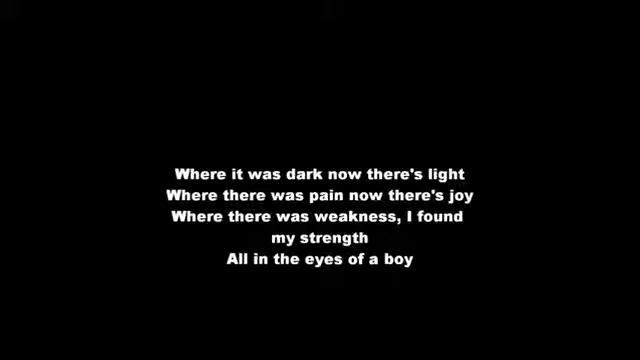 Where it was dark now there's light
Where there was pain now there's joy
Where there was weakness, I found
my strength
All in the eyes of a boy